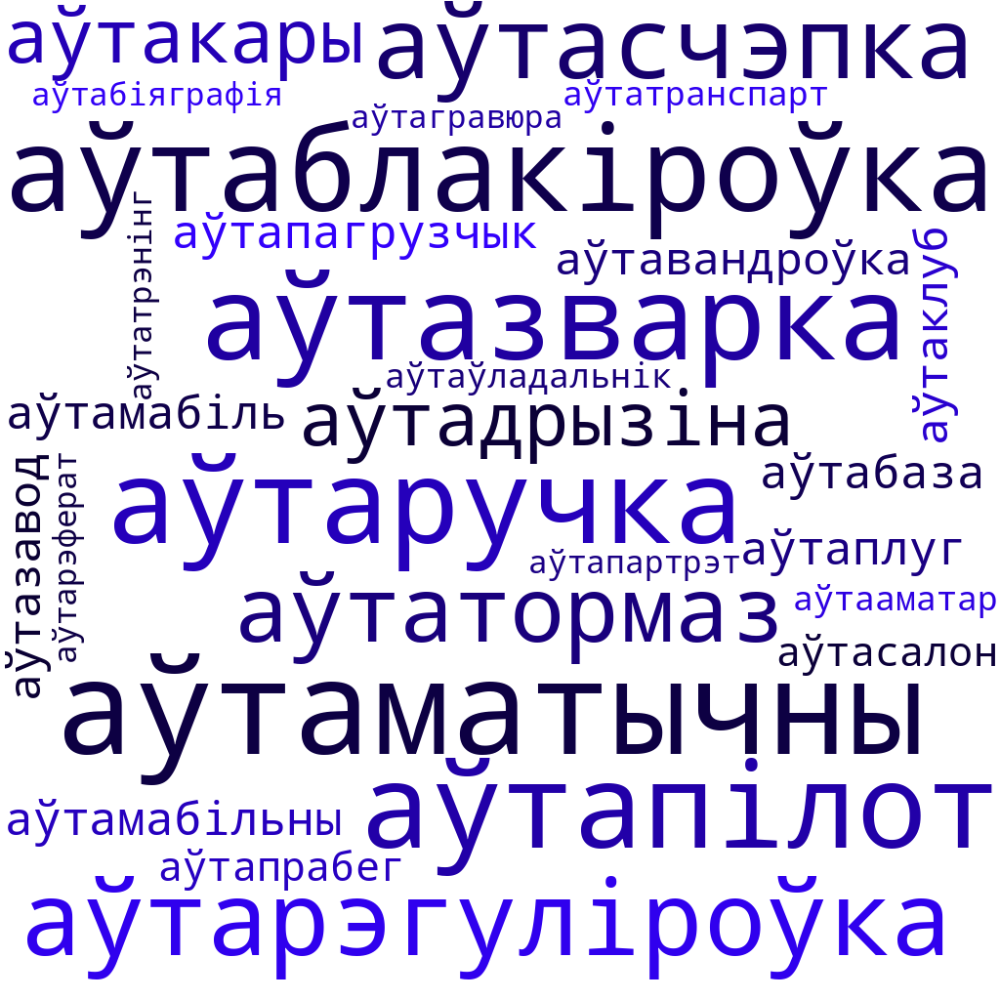 аўтакары
аўтасчэпка
аўтабіяграфія
аўтатранспарт
аўтагравюра
аўтаблакіроўка
аўтатрэнінг
аўтапагрузчык
аўтавандроўка
аўтаклуб
аўтазварка
аўтаўладальнік
аўтамабіль
аўтадрызіна
аўтазавод
аўтарэферат
аўтаручка
аўтабаза
аўтаплуг
аўтапартрэт
аўтатормаз
аўтааматар
аўтасалон
аўтаматычны
аўтапілот
аўтамабільны
аўтапрабег
аўтарэгуліроўка